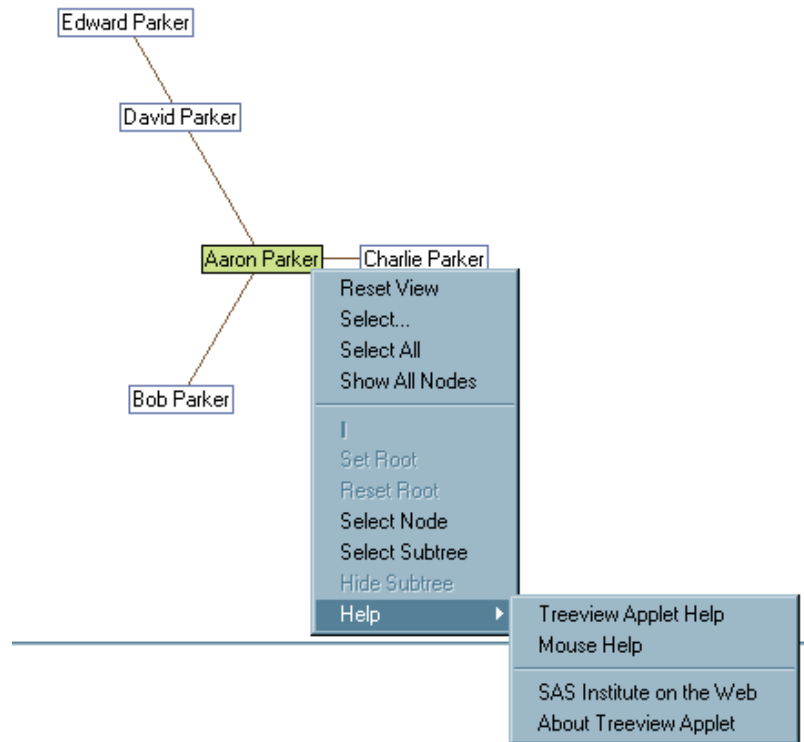 Edward Parker
David Parker
Aaron Parker
Charlie Parker
Bob Parker
Reset View
Select...
Select All
Show All Nodes
Set Root
Reset Root
Select Node
Select Subtree
Hide Subtree
Help
Treeview Applet Help
Mouse Help
SAS Institute on the Web
About Treeview Applet